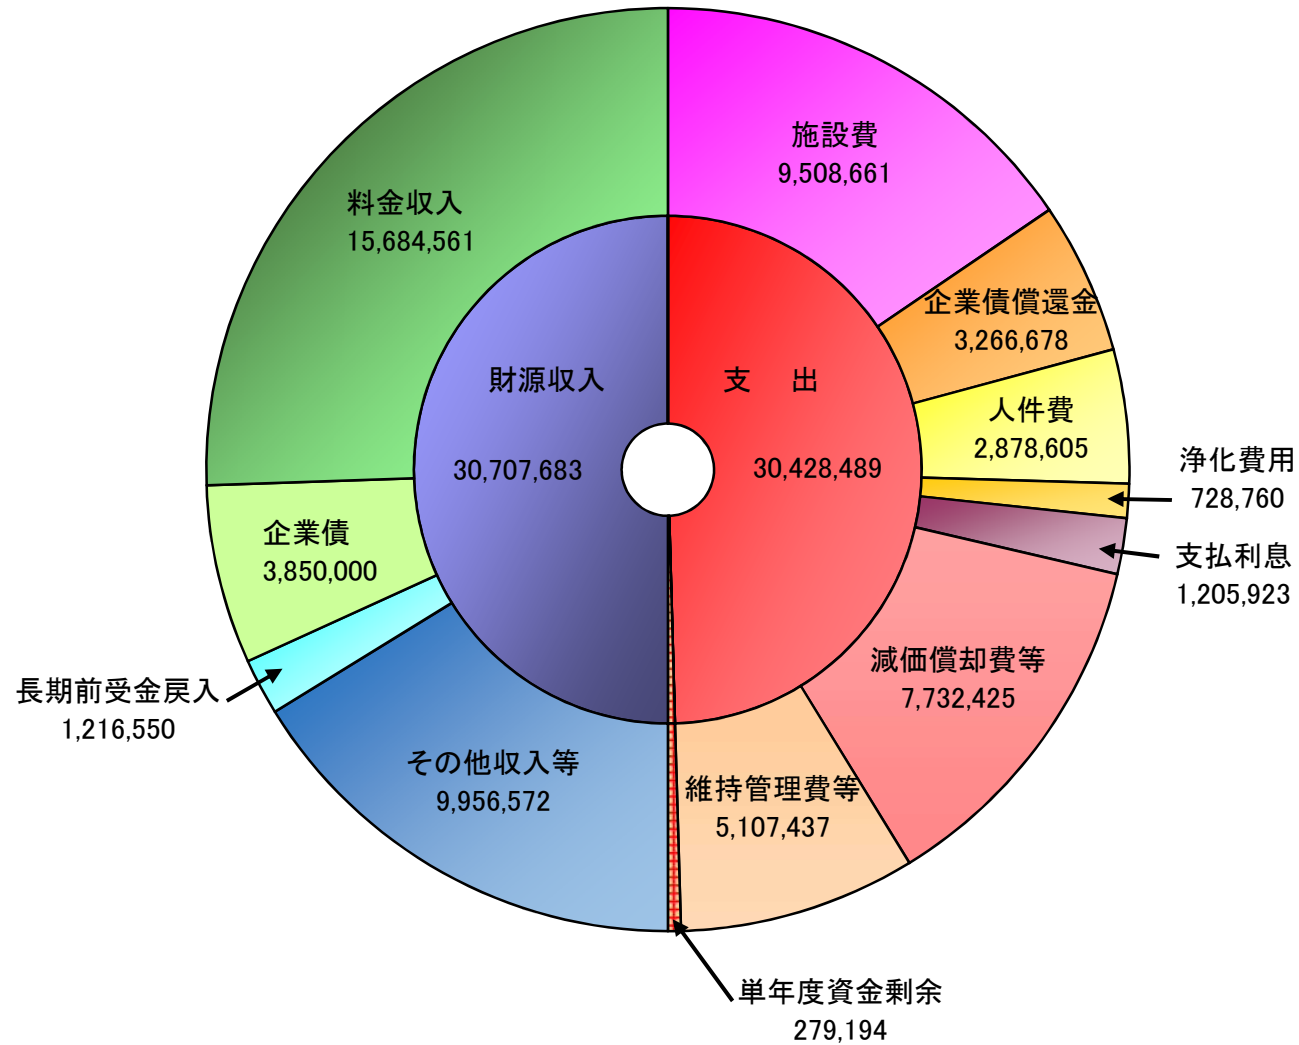 施設費
9,508,661
料金収入
15,684,561
企業債償還金
3,266,678
財源収入
支　出
人件費
2,878,605
30,707,683
30,428,489
浄化費用
728,760
企業債
3,850,000
支払利息
1,205,923
減価償却費等
7,732,425
長期前受金戻入
1,216,550
その他収入等
9,956,572
維持管理費等
5,107,437
単年度資金剰余
279,194